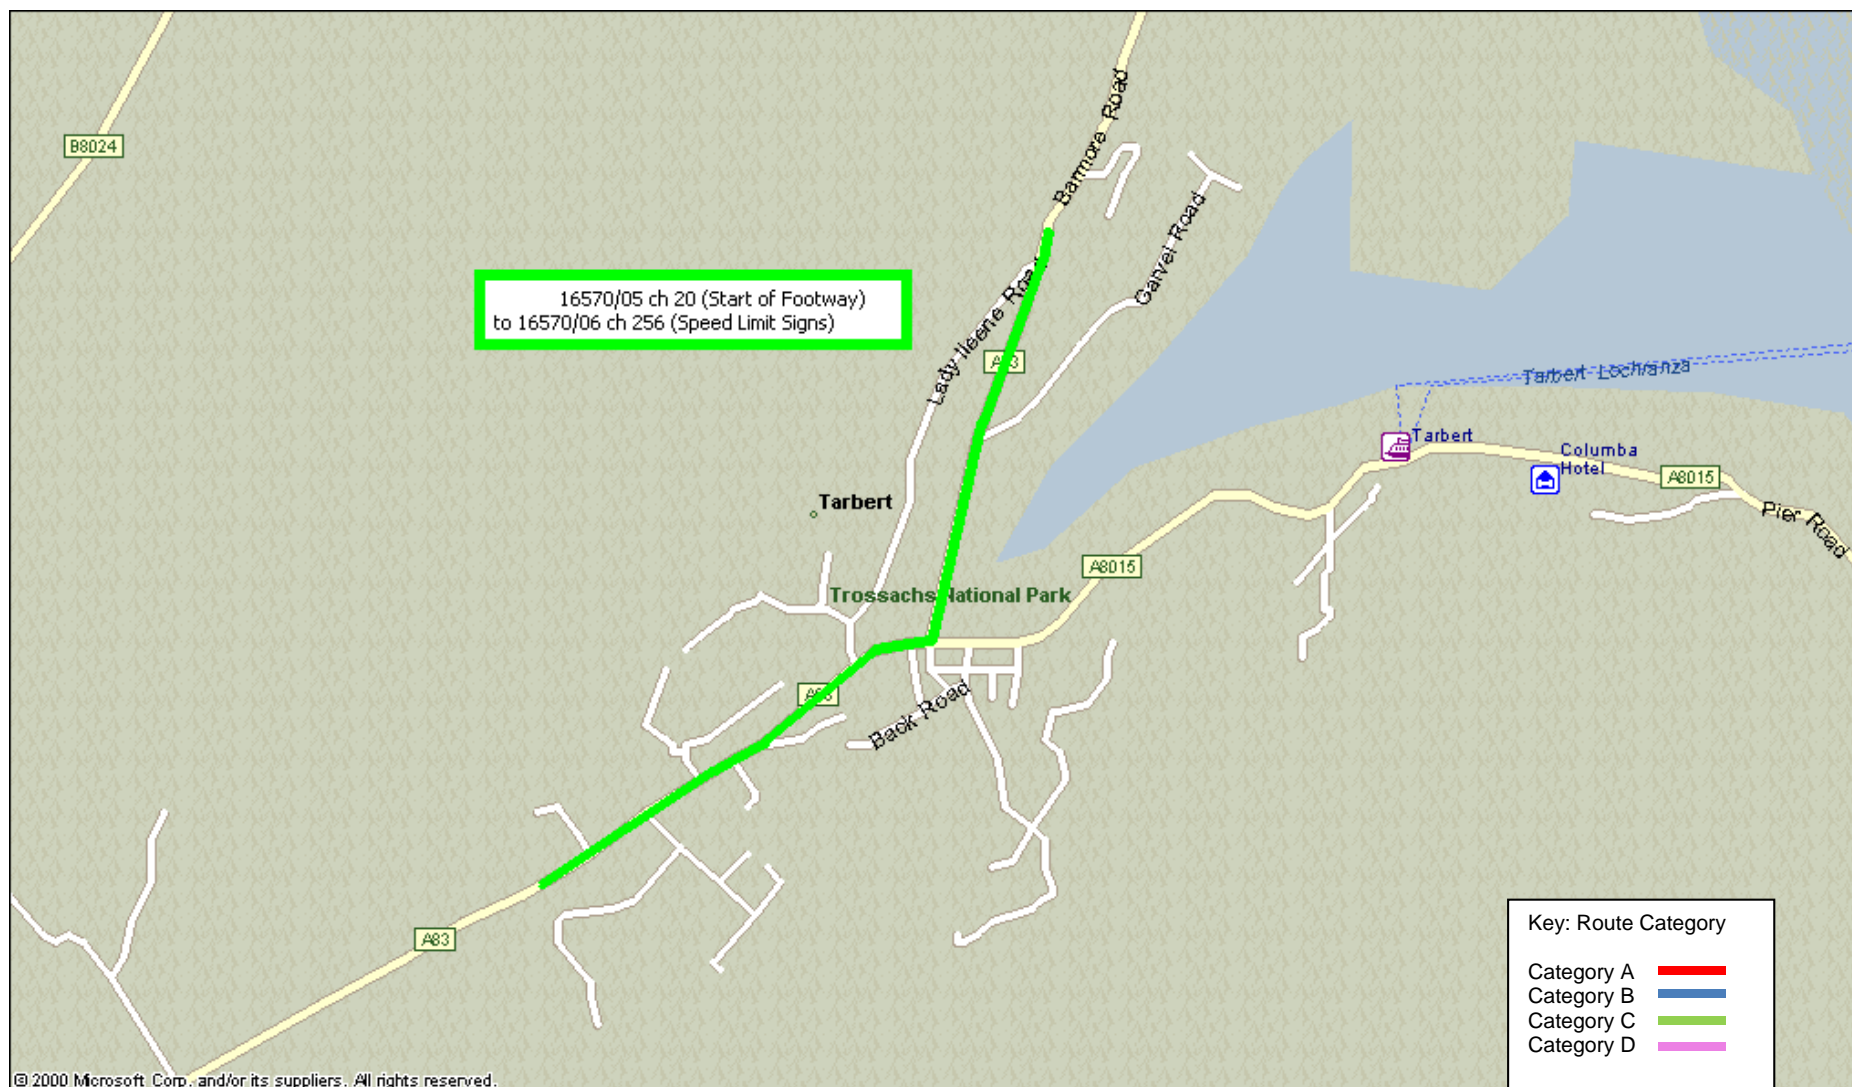 B8024
Barmore Road
Garvel Road
16570/05 ch 20 (Start of Footway)
to 16570/06 ch 256 (Speed Limit Signs)
Lady Ileene Road
Tarbert Lochranza
Tarbert
Columba
Hotel
A8015
Pier Road
Tarbert
A8015
Trossachs National Park
Back Road
A83
Key: Route Category
Category A
Category B
Category C
Category D
© 2000 Microsoft Corp. and/or its suppliers. All rights reserved.